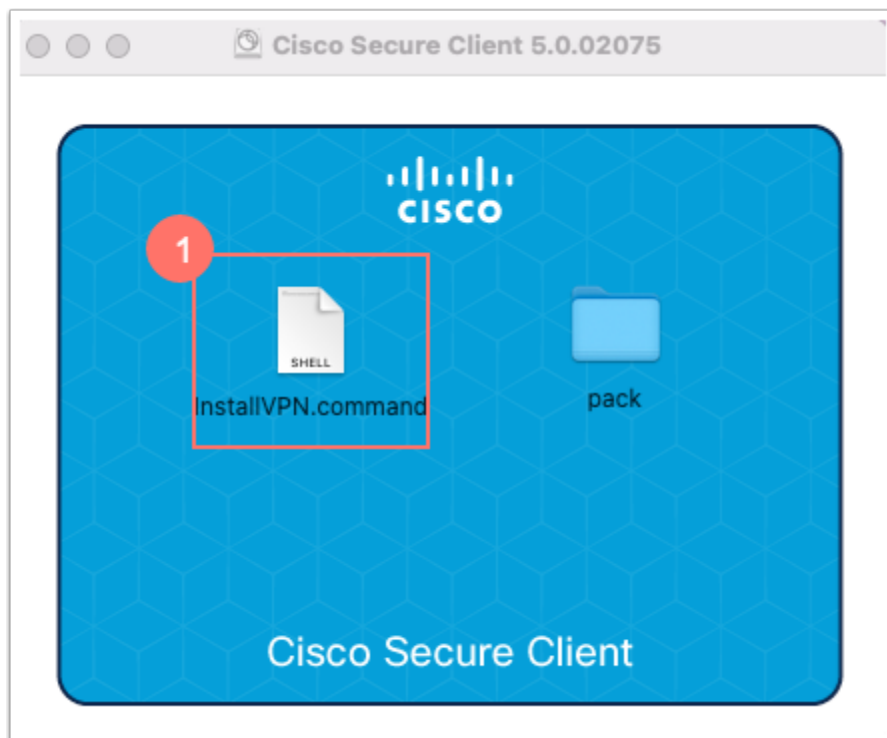 Cisco Secure Client 5.0.02075
CISCO
1
SHELL
InstallVPN.command
pack
Cisco Secure Client